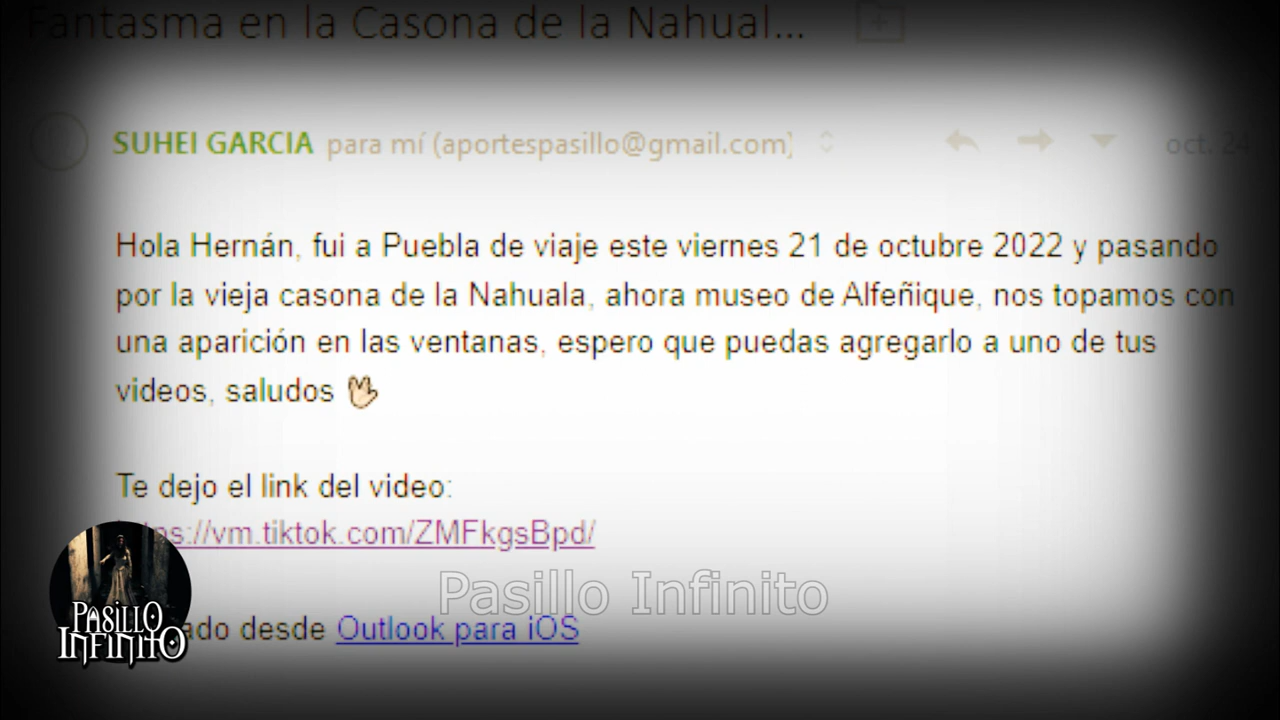 Fantasma en la Casona de la Nahual...
SUHEI GARCIA para mí (aportespasillo@gmail.com) oct. 24
Hola Hernán, fui a Puebla de viaje este viernes 21 de octubre 2022 y pasando
por la vieja casona de la Nahuala, ahora museo de Alfeñique, nos topamos con
una aparición en las ventanas, espero que puedas agregarlo a uno de tus
videos, saludos 🖖🏻
Te dejo el link del video:
tps://vm.tiktok.com/ZMFkgsBpd/
Pasillo Infinito
ado desde Outlook para iOS
PASILLO
INFINITO